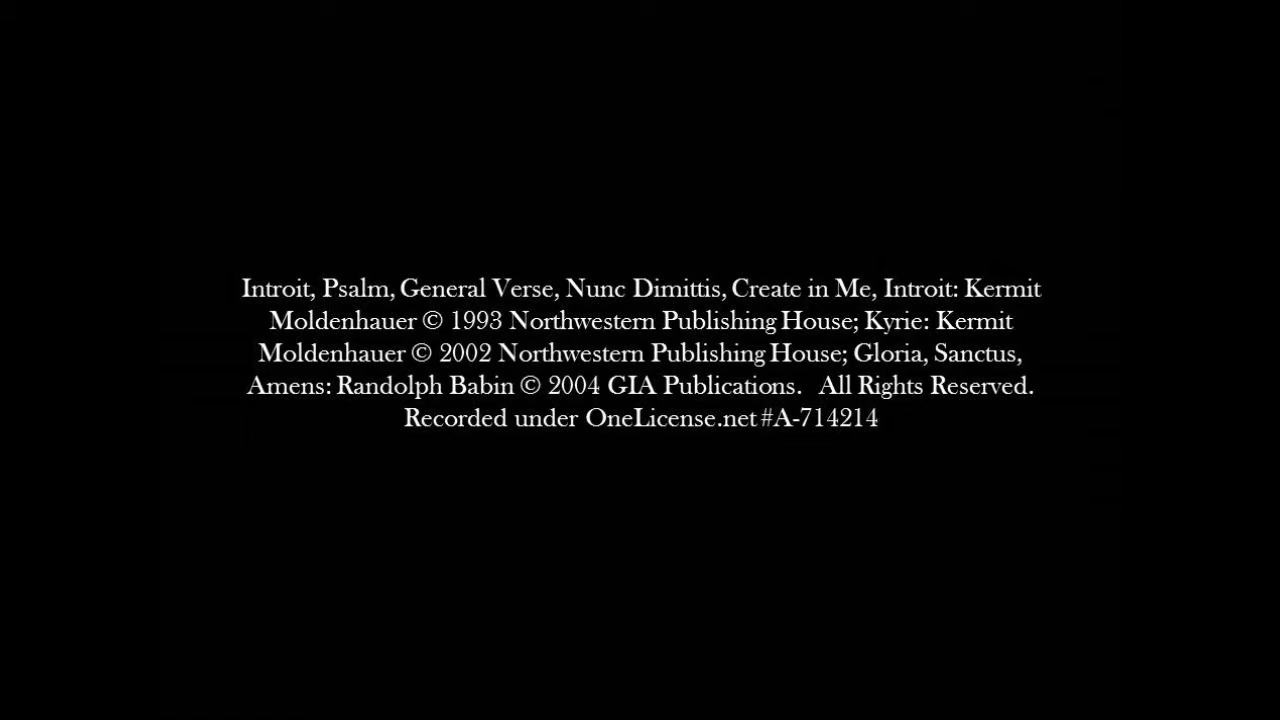 Introit, Psalm, General Verse, Nunc Dimittis, Create in Me, Introit: Kermit
Moldenhauer © 1993 Northwestern Publishing House; Kyrie: Kermit
Moldenhauer © 2002 Northwestern Publishing House; Gloria, Sanctus,
Amens: Randolph Babin © 2004 GIA Publications.   All Rights Reserved.
Recorded under OneLicense.net #A-714214